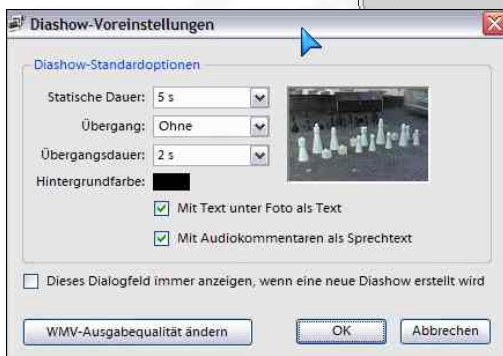 Diashow-Voreinstellungen
Diashow-Standardoptionen
Statische Dauer: 5 s
Übergang: Ohne
Übergangsdauer: 2 s
Hintergrundfarbe:
Mit Text unter Foto als Text
Mit Audiokommentaren als Sprechtext
Dieses Dialogfeld immer anzeigen, wenn eine neue Diashow erstellt wird
WMV-Ausgabequalität ändern OK Abbrechen